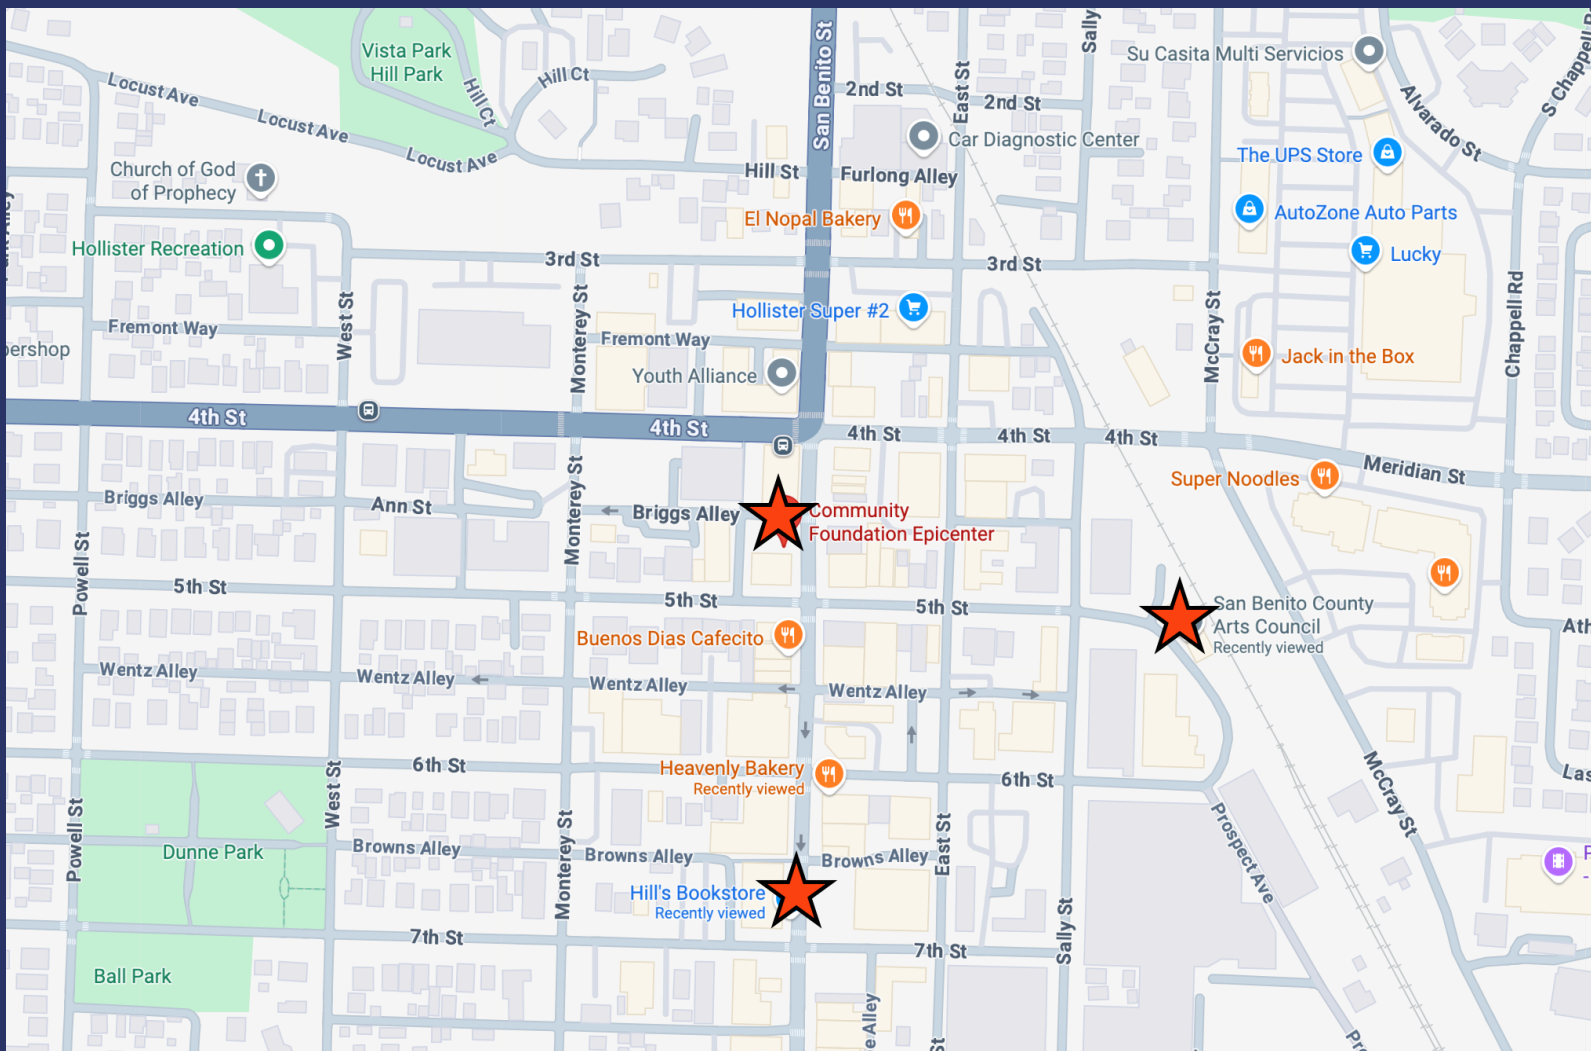 Vista Park
Hill Park
Hill Ct
Hill Ct
San Benito St
2nd St
East St
2nd St
Sally
Su Casita Multi Servicios
S Chappell R
Alvarado St
Locust Ave
Locust Ave
Locust Ave
Car Diagnostic Center
The UPS Store
Church of God
of Prophecy
Hill St
Furlong Alley
El Nopal Bakery
AutoZone Auto Parts
Hollister Recreation
3rd St
3rd St
Lucky
Monterey St
West St
Hollister Super #2
McCray St
Chappell Rd
Fremont Way
Fremont Way
bershop
Jack in the Box
Youth Alliance
4th St
4th St
4th St
4th St
4th St
Meridian St
Super Noodles
Briggs Alley
Ann St
Monterey St
Briggs Alley
Community
Foundation Epicenter
Powell St
5th St
5th St
5th St
San Benito County
Arts Council
Recently viewed
Ath
Buenos Dias Cafecito
Wentz Alley
Wentz Alley
Wentz Alley
Wentz Alley
6th St
Heavenly Bakery
Recently viewed
6th St
Las
West St
McCray St
Powell St
Monterey St
East St
Prospect Ave
Dunne Park
Browns Alley
Browns Alley
Browns Alley
Hill's Bookstore
Recently viewed
Sally St
7th St
7th St
Ball Park
e Alley
St
Pro